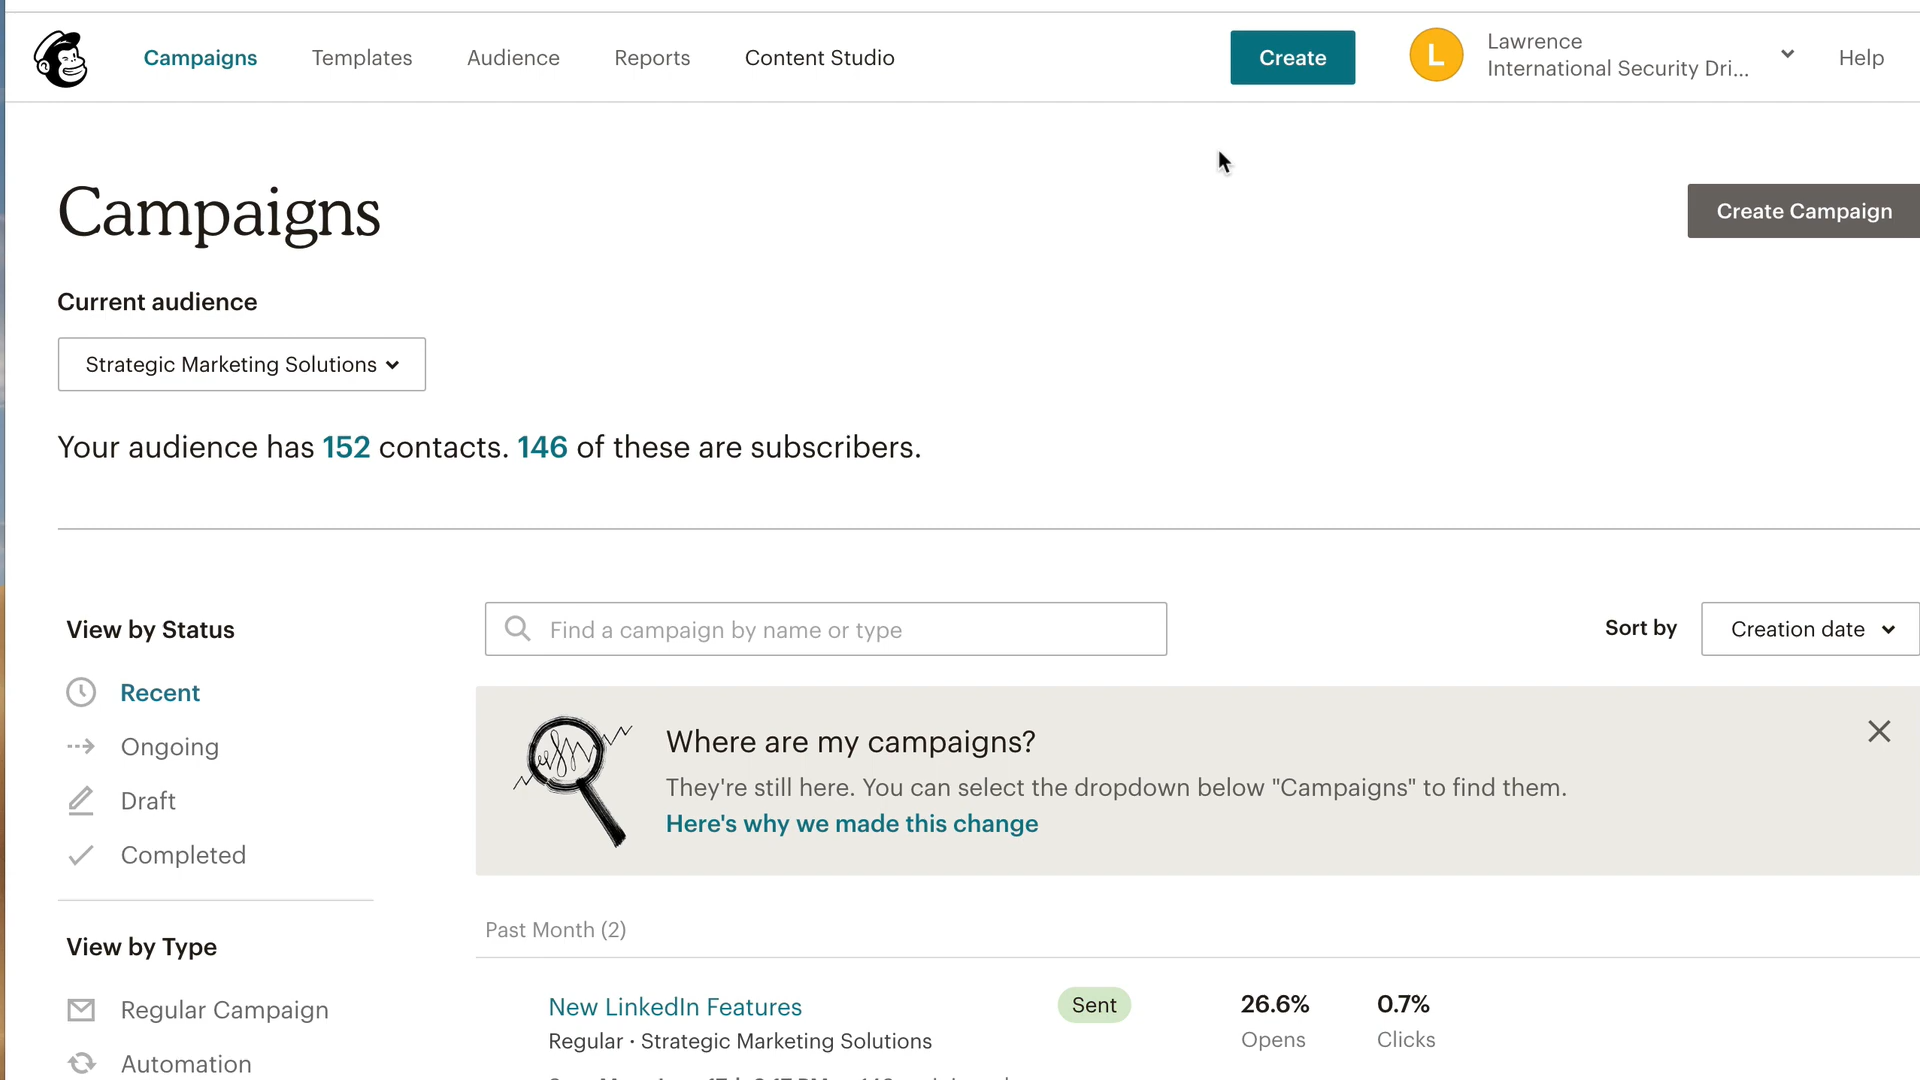 Campaigns Templates Audience Reports Content Studio Create L Lawrence Help
International Security Dri...
Campaigns
Create Campaign
Current audience
Strategic Marketing Solutions
Your audience has 152 contacts. 146 of these are subscribers.
View by Status
Find a campaign by name or type
Sort by Creation date
Recent
Ongoing
Draft
Completed
Where are my campaigns?
They're still here. You can select the dropdown below "Campaigns" to find them.
Here's why we made this change
View by Type
Regular Campaign
Automation
Past Month (2)
New LinkedIn Features Sent 26.6% 0.7%
Regular · Strategic Marketing Solutions Opens Clicks